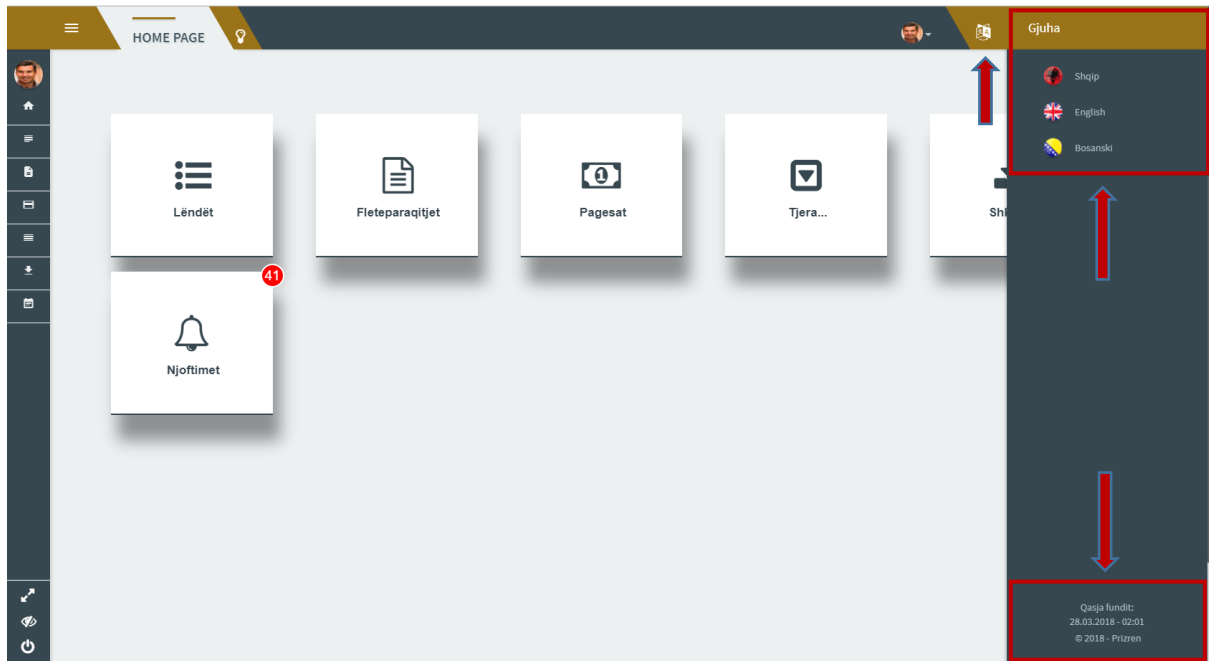 HOME PAGE
Gjuha
Shqip
English
Bosanski
Lëndët
Fleteparaqitjet
Pagesat
Tjera...
41
Njoftimet
Qasja fundit:
28.03.2018 - 02:01
© 2018 - Prizren